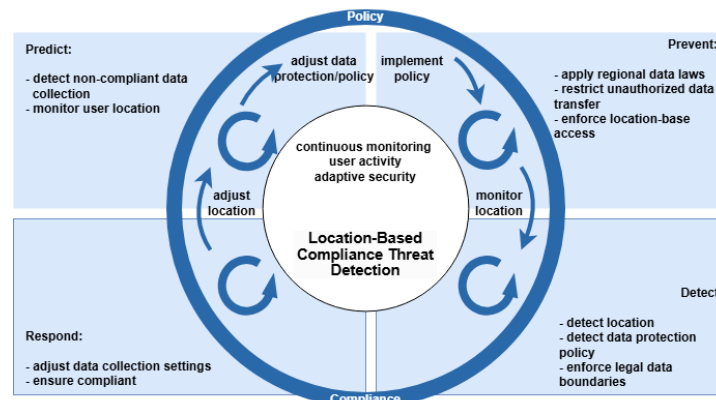 Policy
Predict:
- detect non-compliant data
collection
- monitor user location
adjust data
protection/policy
implement
policy
Prevent:
- apply regional data laws
- restrict unauthorized data
transfer
- enforce location-base
access
continuous monitoring
user activity
adaptive security
adjust
location
monitor
location
Location-Based
Compliance Threat
Detection
Respond:
- adjust data collection settings
- ensure compliant
Detect
- detect location
- detect data protection
policy
- enforce legal data
boundaries
Compliance